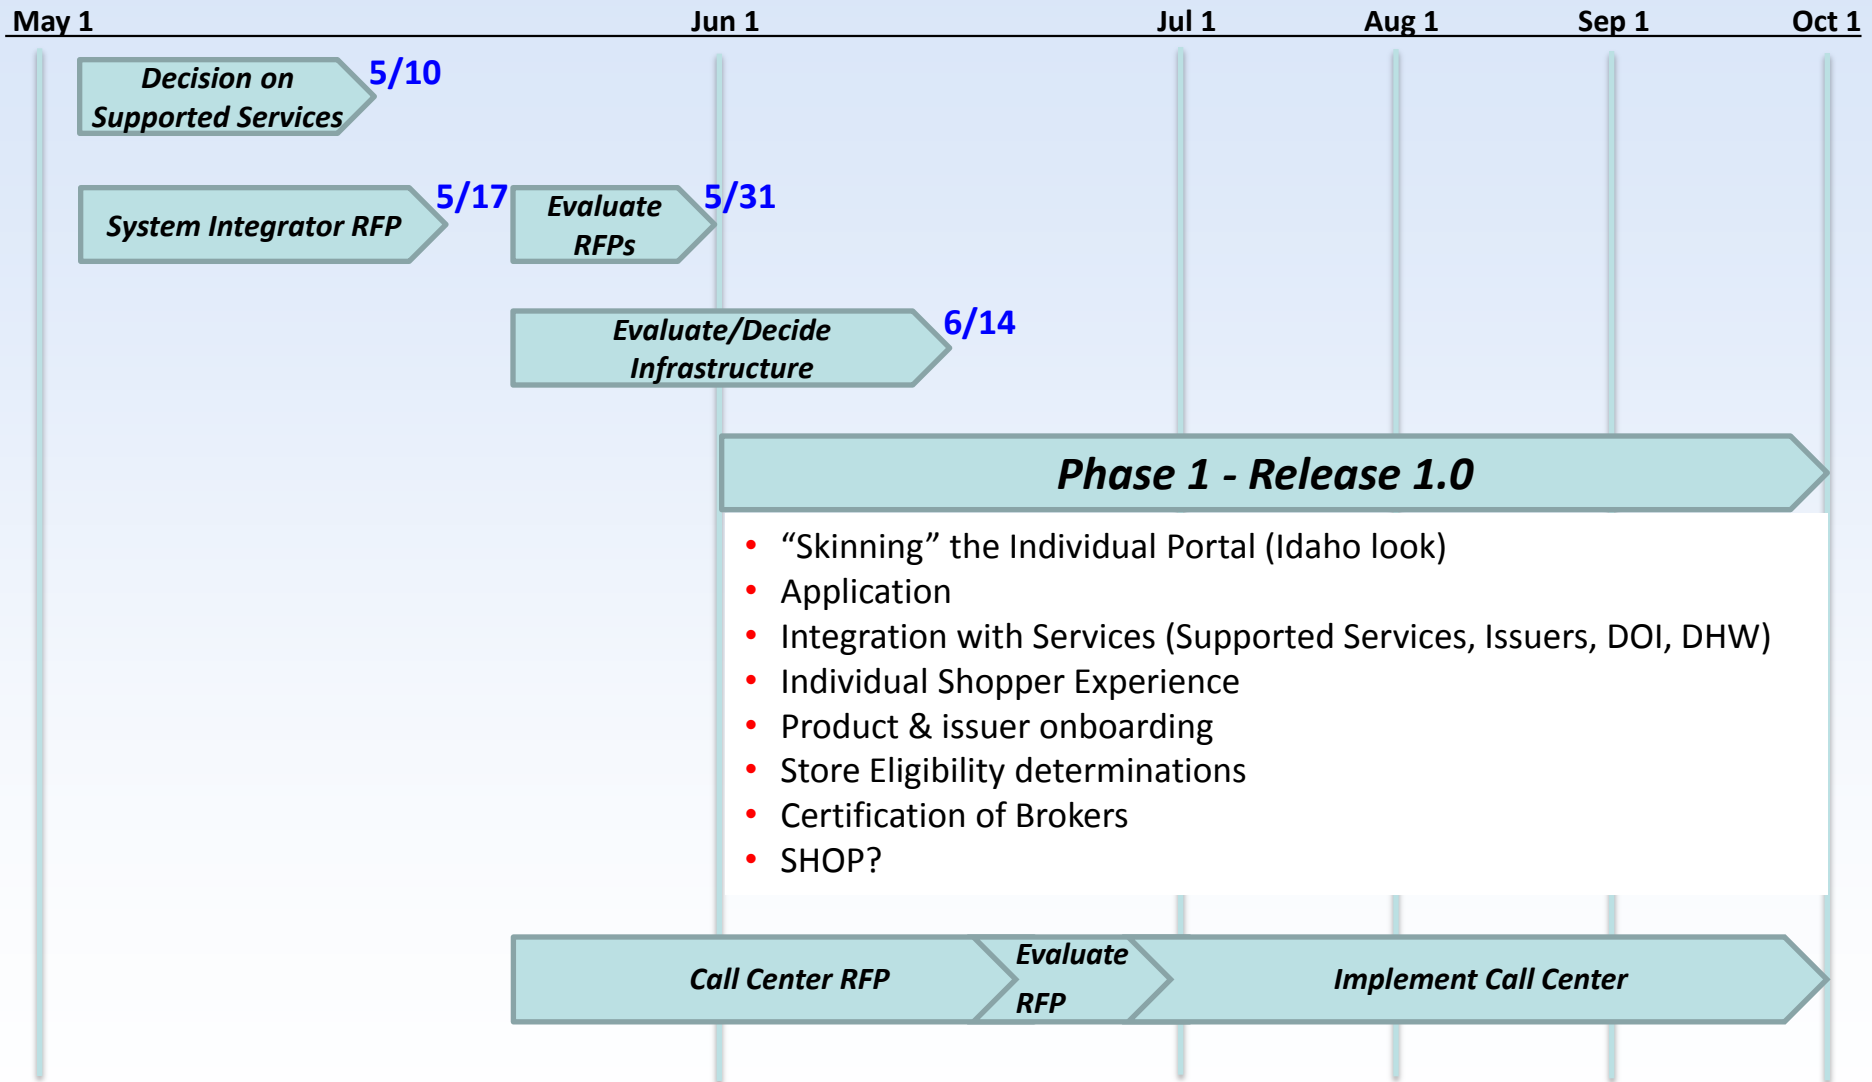 May 1 Jun 1 Jul 1 Aug 1 Sep 1 Oct 1
Decision on
Supported Services
5/10
System Integrator RFP
5/17
Evaluate
RFPs
5/31
Evaluate/Decide
Infrastructure
6/14
Phase 1 - Release 1.0
• “Skinning” the Individual Portal (Idaho look)
• Application
• Integration with Services (Supported Services, Issuers, DOI, DHW)
• Individual Shopper Experience
• Product & issuer onboarding
• Store Eligibility determinations
• Certification of Brokers
• SHOP?
Call Center RFP
Evaluate
RFP
Implement Call Center